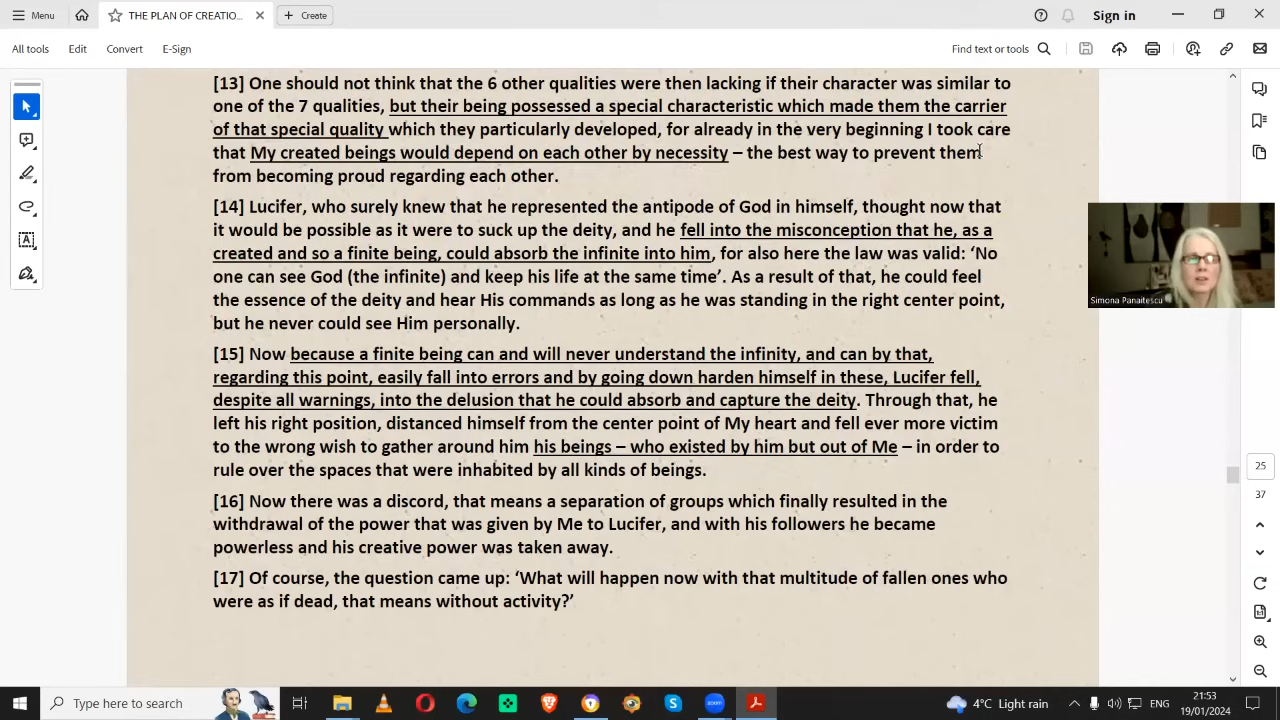 Menu
THE PLAN OF CREATIO...
Create
Sign in
All tools
Edit
Convert
E-Sign
Find text or tools
[13] One should not think that the 6 other qualities were then lacking if their character was similar to
one of the 7 qualities, but their being possessed a special characteristic which made them the carrier
of that special quality which they particularly developed, for already in the very beginning I took care
that My created beings would depend on each other by necessity – the best way to prevent them
from becoming proud regarding each other.
[14] Lucifer, who surely knew that he represented the antipode of God in himself, thought now that
it would be possible as it were to suck up the deity, and he fell into the misconception that he, as a
created and so a finite being, could absorb the infinite into him, for also here the law was valid: ‘No
one can see God (the infinite) and keep his life at the same time’. As a result of that, he could feel
the essence of the deity and hear His commands as long as he was standing in the right center point,
but he never could see Him personally.
[15] Now because a finite being can and will never understand the infinity, and can by that,
regarding this point, easily fall into errors and by going down harden himself in these, Lucifer fell,
despite all warnings, into the delusion that he could absorb and capture the deity. Through that, he
left his right position, distanced himself from the center point of My heart and fell ever more victim
to the wrong wish to gather around him his beings – who existed by him but out of Me – in order to
rule over the spaces that were inhabited by all kinds of beings.
[16] Now there was a discord, that means a separation of groups which finally resulted in the
withdrawal of the power that was given by Me to Lucifer, and with his followers he became
powerless and his creative power was taken away.
[17] Of course, the question came up: ‘What will happen now with that multitude of fallen ones who
were as if dead, that means without activity?’
Simona Panaitescu
25
37
Type here to search
zoom
4°C Light rain
ENG
21:53
19/01/2024